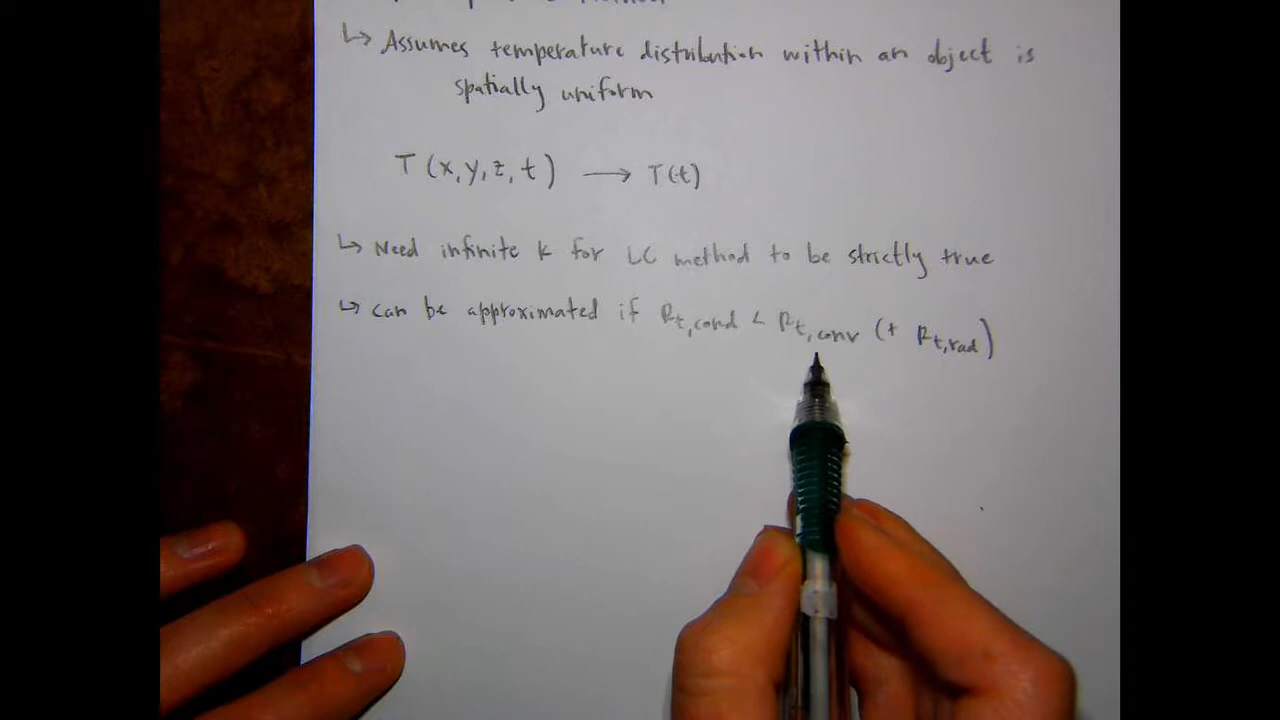 ↳ Assumes temperature distribution within an object is
spatially uniform
T(x,y,z,t) → T(t)
↳ Need infinite k for LC method to be strictly true
↳ can be approximated if Rt,cond < Rt,conv (+ Rt,rad)